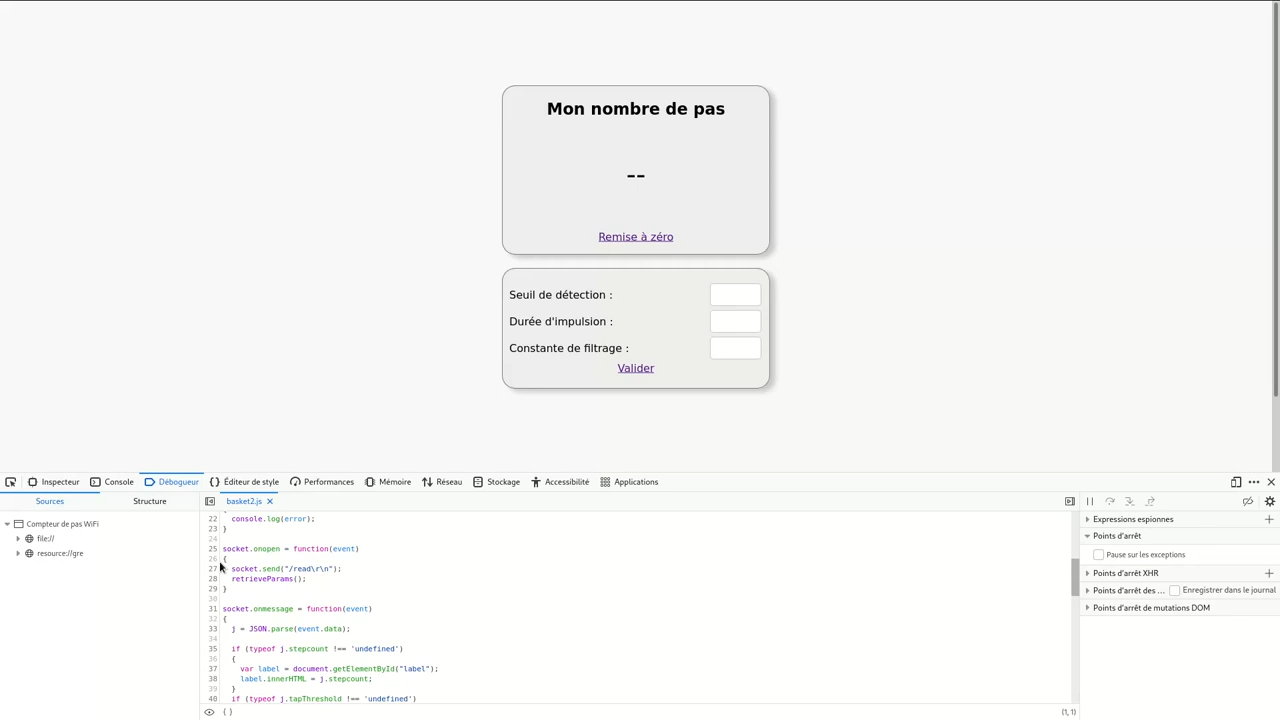 Mon nombre de pas
--
Remise à zéro
Seuil de détection :
Durée d'impulsion :
Constante de filtrage :
Valider
Inspecteur Console Débogueur Éditeur de style Performances Mémoire Réseau Stockage Accessibilité Applications
Sources Structure basket2.js
Compteur de pas WiFi
file://
resource://gre
22 console.log(error);
23 }
24
25 socket.onopen = function(event)
26 {
27 socket.send("/read\r\n");
28 retrieveParams();
29 }
30
31 socket.onmessage = function(event)
32 {
33 j = JSON.parse(event.data);
34
35 if (typeof j.stepcount !== 'undefined')
36 {
37 var label = document.getElementById("label");
38 label.innerHTML = j.stepcount;
39 }
40 if (typeof j.tapThreshold !== 'undefined')
{ } (1, 1)
Expressions espionnes
Points d'arrêt
Pause sur les exceptions
Points d'arrêt XHR
Points d'arrêt des ... Enregistrer dans le journal
Points d'arrêt de mutations DOM